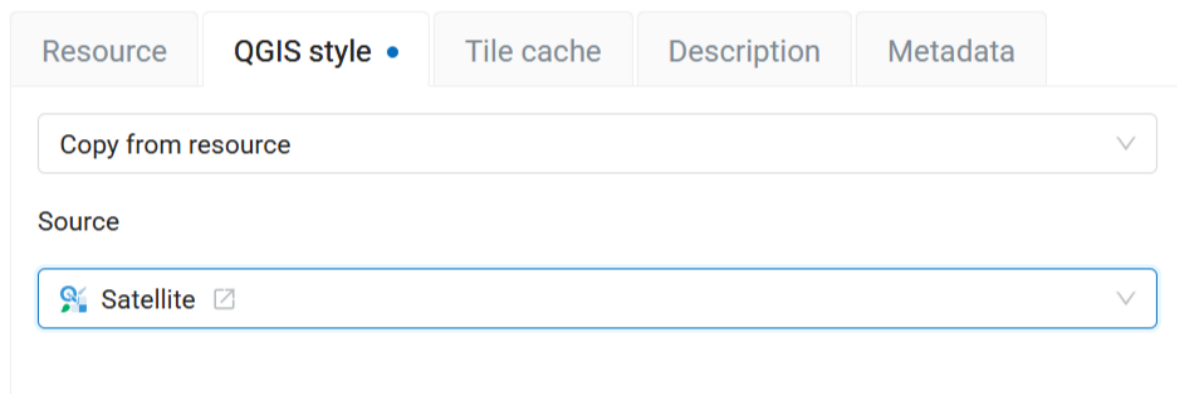 Resource QGIS style Tile cache Description Metadata
Copy from resource
Source
Satellite